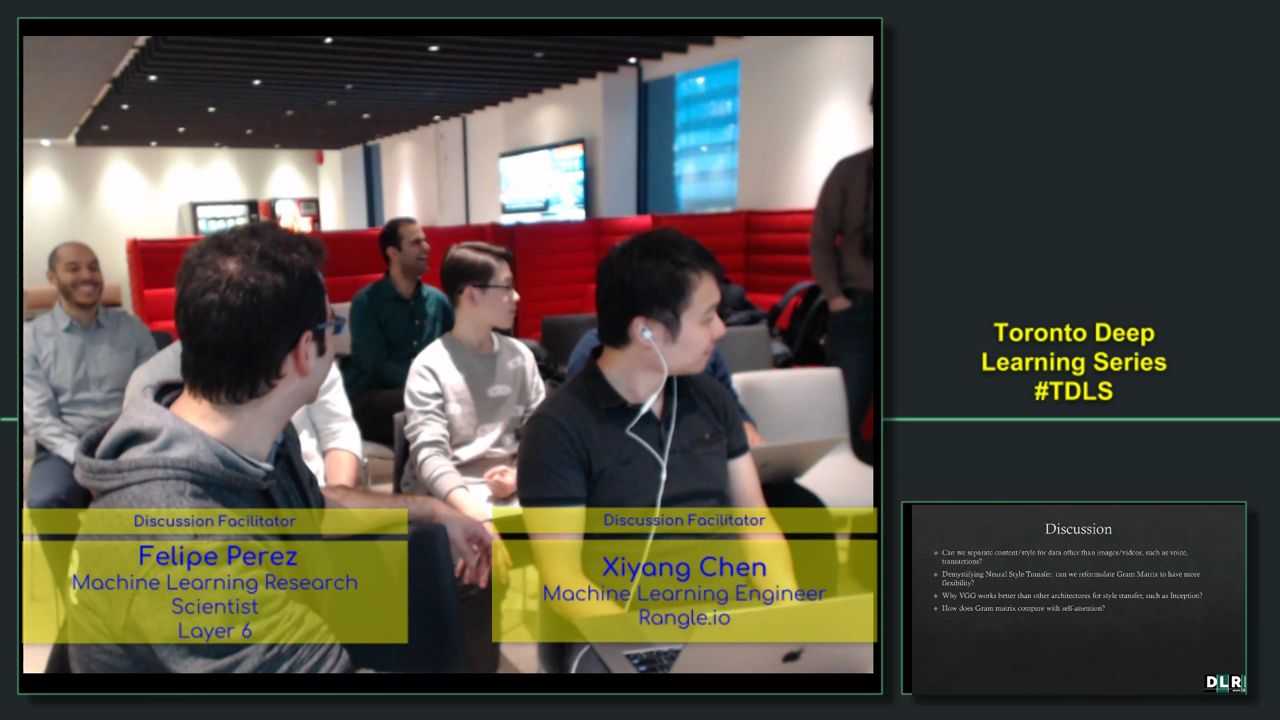 Discussion Facilitator
Felipe Perez
Machine Learning Research
Scientist
Layer 6
Discussion Facilitator
Xiyang Chen
Machine Learning Engineer
Rangle.io
Toronto Deep
Learning Series
#TDLS
Discussion
Can we separate content/style for data other than images/videos, such as voice,
transactions?
Demystifying Neural Style Transfer: can we reformulate Gram Matrix to have more
flexibility?
Why VGG works better than other architectures for style transfer, such as Inception?
How does Gram matrix compare with self-attention?
DLR